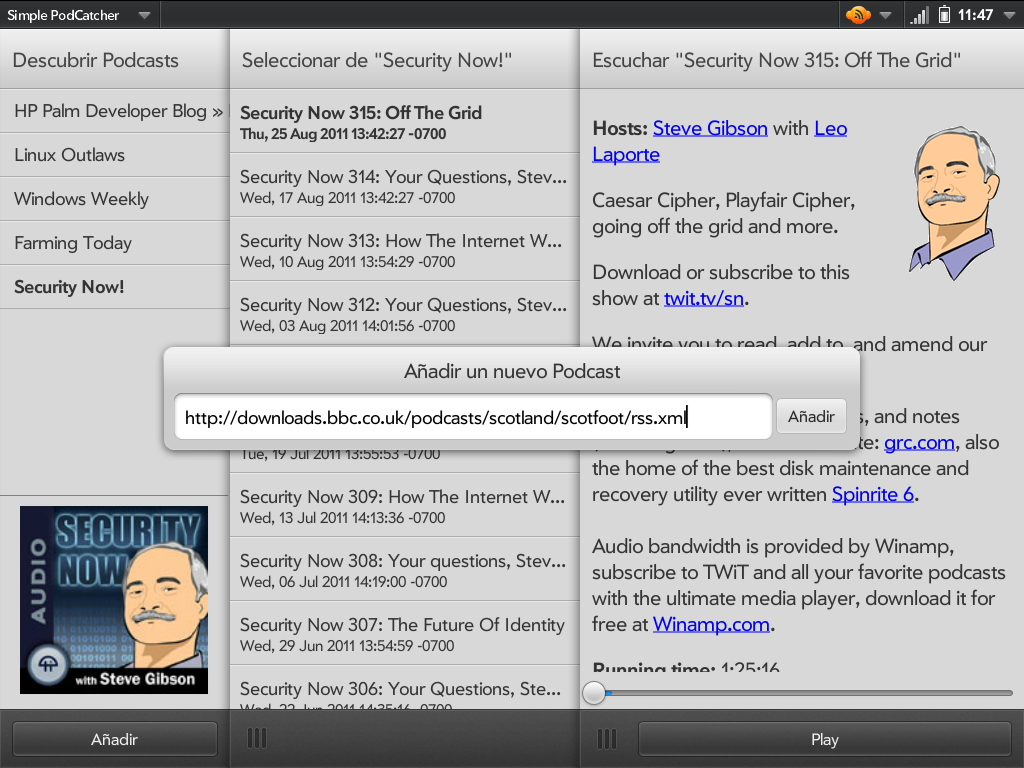 Simple PodCatcher
11:47
Descubrir Podcasts
HP Palm Developer Blog »
Linux Outlaws
Windows Weekly
Farming Today
Security Now!
AUDIO
SECURITY
NOW
with Steve Gibson
Añadir
Seleccionar de "Security Now!"
Security Now 315: Off The Grid
Thu, 25 Aug 2011 13:42:27 -0700
Security Now 314: Your Questions, Stev...
Wed, 17 Aug 2011 13:42:27 -0700
Security Now 313: How The Internet W...
Wed, 10 Aug 2011 13:54:29 -0700
Security Now 312: Your Questions, Stev...
Wed, 03 Aug 2011 14:01:56 -0700
Tue, 19 Jul 2011 13:55:53 -0700
Security Now 309: How The Internet W...
Wed, 13 Jul 2011 14:13:36 -0700
Security Now 308: Your questions, Stev...
Wed, 06 Jul 2011 14:19:00 -0700
Security Now 307: The Future Of Identity
Wed, 29 Jun 2011 13:54:59 -0700
Security Now 306: Your Questions, Ste...
Wed, 22 Jun 2011 14:35:16 -0700
Añadir un nuevo Podcast
http://downloads.bbc.co.uk/podcasts/scotland/scotfoot/rss.xml
Añadir
Escuchar "Security Now 315: Off The Grid"
Hosts: Steve Gibson with Leo
Laporte
Caesar Cipher, Playfair Cipher,
going off the grid and more.
Download or subscribe to this
show at twit.tv/sn.
We invite you to read, add to, and amend our
, and notes
te: grc.com, also
the home of the best disk maintenance and
recovery utility ever written Spinrite 6.
Audio bandwidth is provided by Winamp,
subscribe to TWiT and all your favorite podcasts
with the ultimate media player, download it for
free at Winamp.com.
Running time: 1:25:16
Play